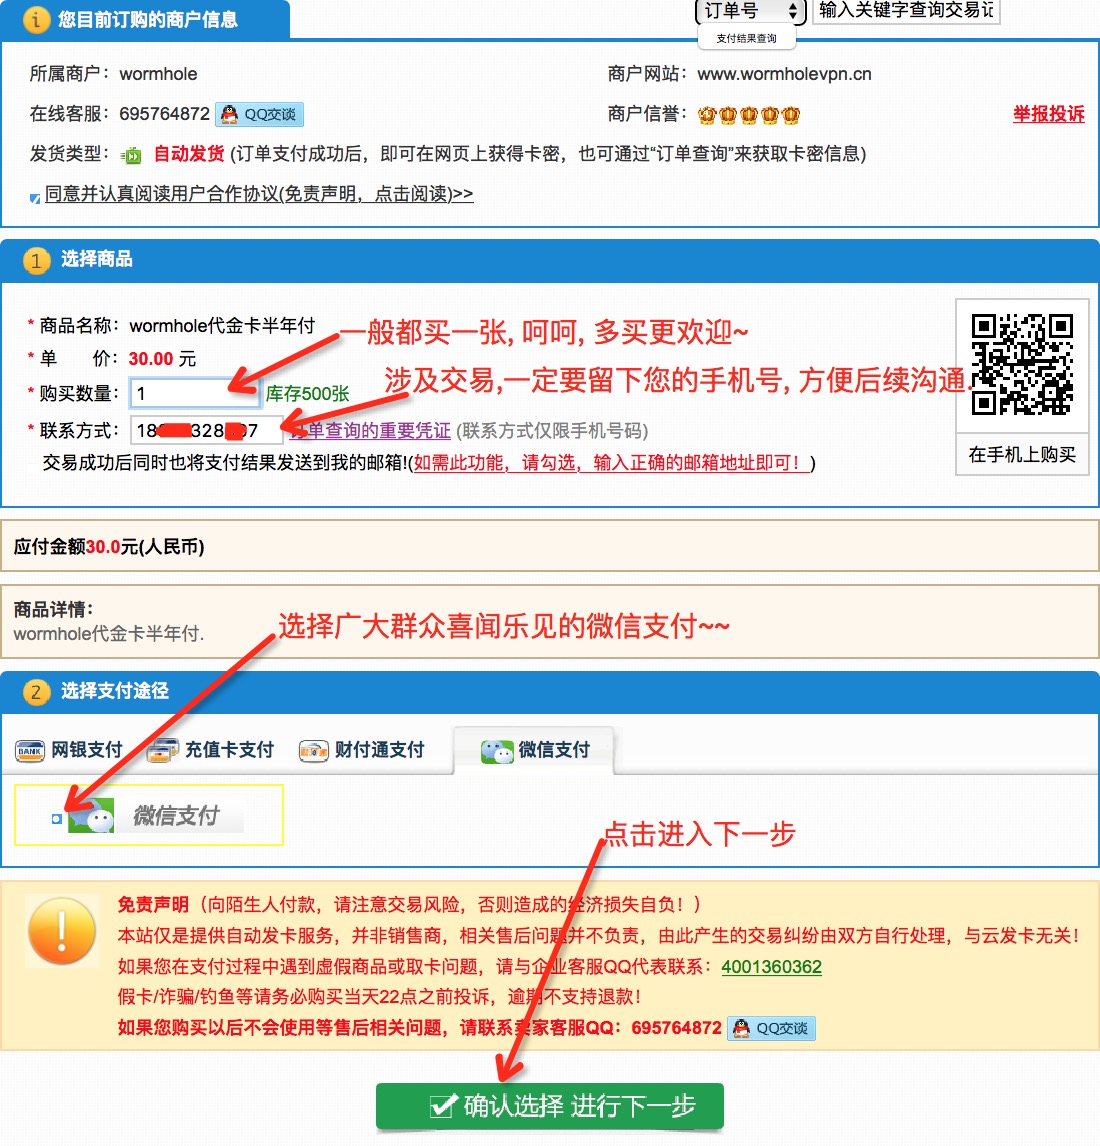 您目前订购的商户信息
订单号
输入关键字查询交易记
支付结果查询
所属商户：wormhole
商户网站：www.wormholevpn.cn
在线客服：695764872 QQ交谈
商户信誉：
举报投诉
发货类型：自动发货 (订单支付成功后，即可在网页上获得卡密，也可通过“订单查询”来获取卡密信息)
同意并认真阅读用户合作协议(免责声明，点击阅读)>>
1 选择商品
* 商品名称：wormhole代金卡半年付
一般都买一张, 呵呵, 多买更欢迎~
* 单 价：30.00 元
涉及交易,一定要留下您的手机号, 方便后续沟通.
* 购买数量：1 库存500张
* 联系方式：18 328 97 订单查询的重要凭证 (联系方式仅限手机号码)
在手机上购买
交易成功后同时也将支付结果发送到我的邮箱!(如需此功能，请勾选，输入正确的邮箱地址即可！)
应付金额30.0元(人民币)
商品详情：
wormhole代金卡半年付.
选择广大群众喜闻乐见的微信支付~~
2 选择支付途径
BANK 网银支付 充值卡支付 财付通支付 微信支付
微信支付
点击进入下一步
免责声明（向陌生人付款，请注意交易风险，否则造成的经济损失自负！）
本站仅是提供自动发卡服务，并非销售商，相关售后问题并不负责，由此产生的交易纠纷由双方自行处理，与云发卡无关！
如果您在支付过程中遇到虚假商品或取卡问题，请与企业客服QQ代表联系：4001360362
假卡/诈骗/钓鱼等请务必购买当天22点之前投诉，逾期不支持退款！
如果您购买以后不会使用等售后相关问题，请联系卖家客服QQ：695764872 QQ交谈
确认选择 进行下一步